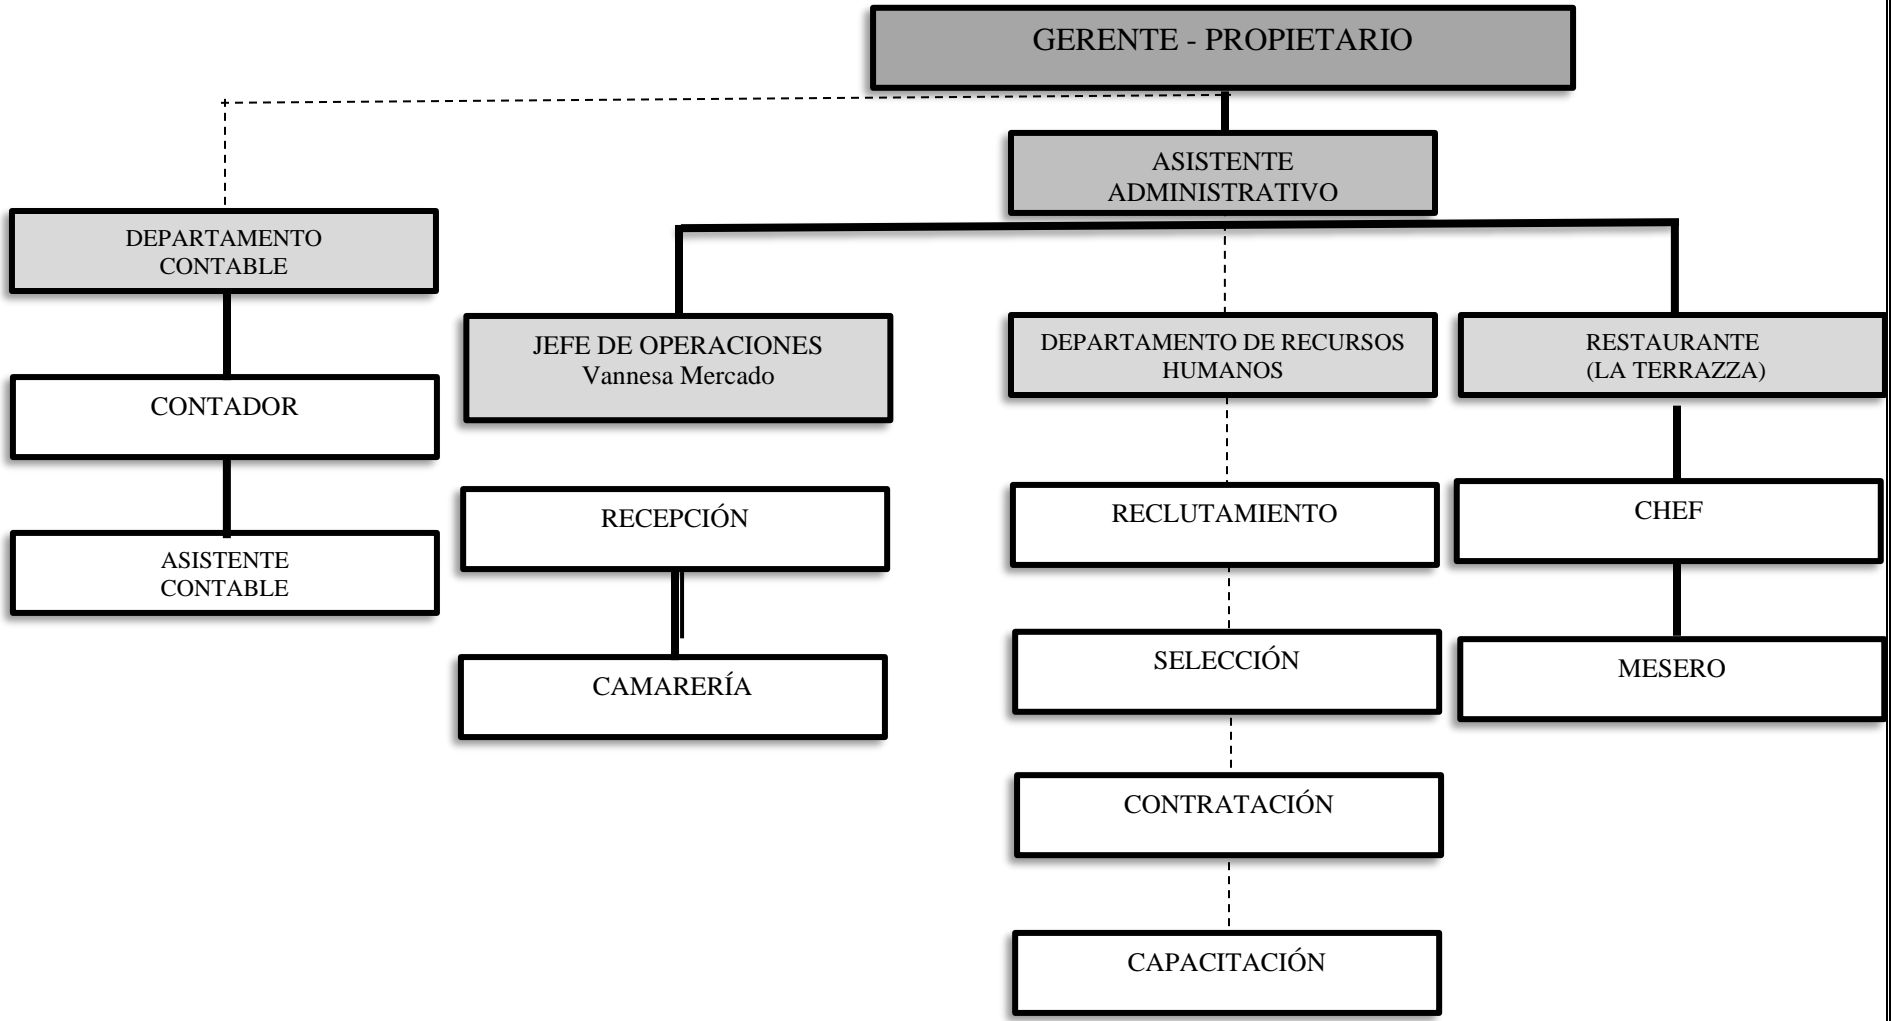 GERENTE - PROPIETARIO
ASISTENTE
ADMINISTRATIVO
DEPARTAMENTO
CONTABLE
CONTADOR
ASISTENTE
CONTABLE
JEFE DE OPERACIONES
Vannesa Mercado
RECEPCIÓN
CAMARERÍA
DEPARTAMENTO DE RECURSOS
HUMANOS
RECLUTAMIENTO
SELECCIÓN
CONTRATACIÓN
CAPACITACIÓN
RESTAURANTE
(LA TERRAZZA)
CHEF
MESERO